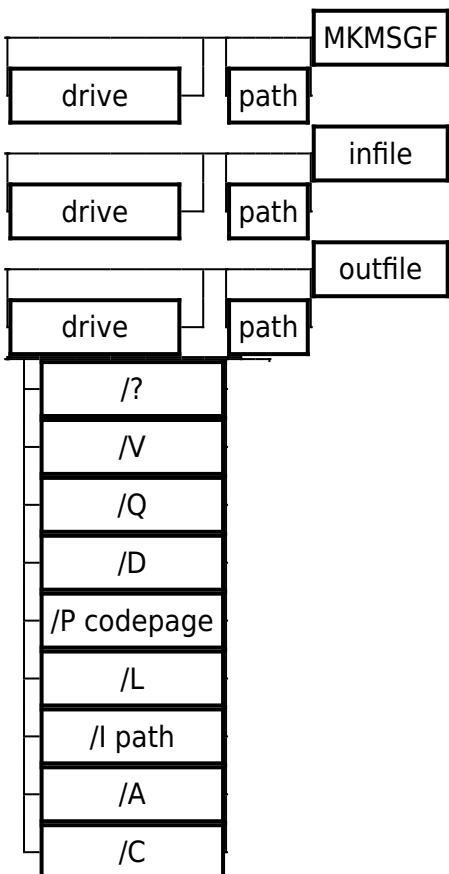 MKMSGF
drive path
infile
drive path
outfile
drive path
/?
/V
/Q
/D
/P codepage
/L
/I path
/A
/C